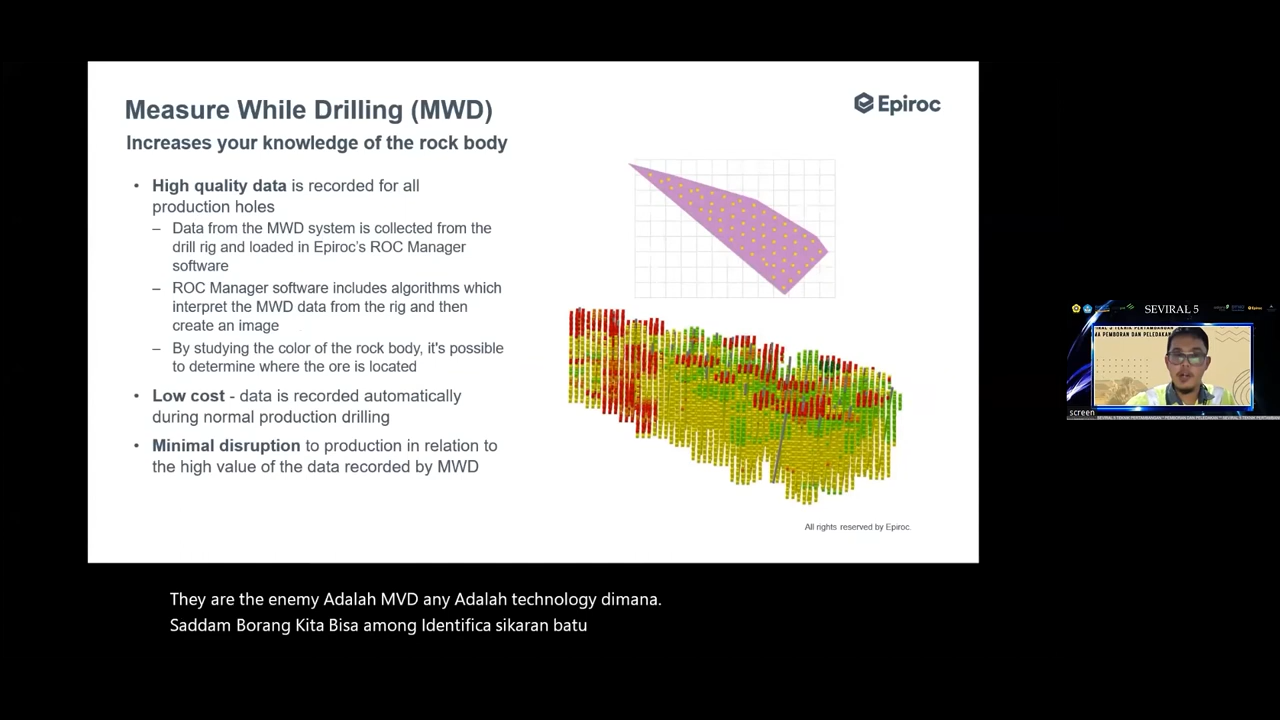 Measure While Drilling (MWD)
Epiroc
Increases your knowledge of the rock body
• High quality data is recorded for all
production holes
– Data from the MWD system is collected from the
drill rig and loaded in Epiroc's ROC Manager
software
– ROC Manager software includes algorithms which
interpret the MWD data from the rig and then
create an image
– By studying the color of the rock body, it's possible
to determine where the ore is located
• Low cost - data is recorded automatically
during normal production drilling
• Minimal disruption to production in relation to
the high value of the data recorded by MWD
All rights reserved by Epiroc
SEVIRAL 5
PEMBORAN DAN PELEDAKAN
screen
They are the enemy Adalah MVD any Adalah technology dimana.
Saddam Borang Kita Bisa among Identifica sikaran batu